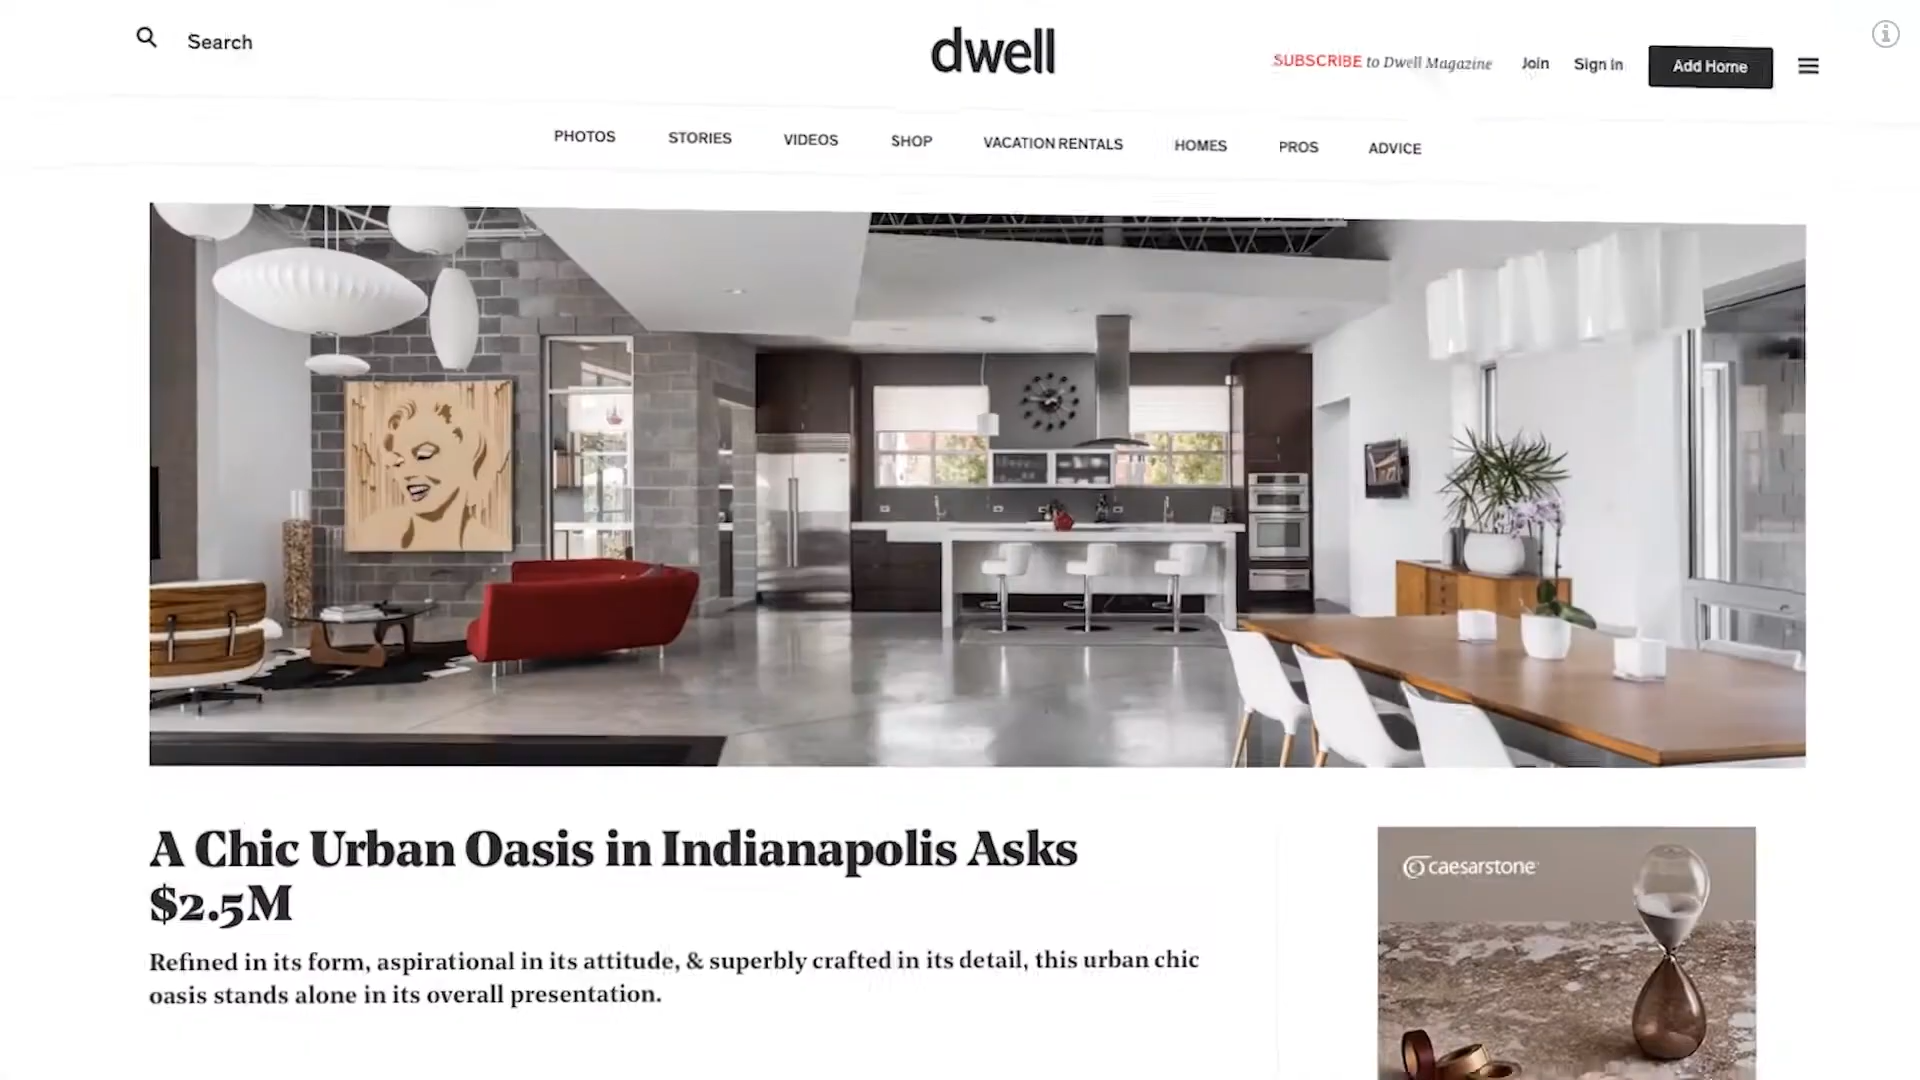 Search
dwell
SUBSCRIBE to Dwell Magazine
Join
Sign In
Add Home
PHOTOS
STORIES
VIDEOS
SHOP
VACATION RENTALS
HOMES
PROS
ADVICE
A Chic Urban Oasis in Indianapolis Asks
$2.5M
Refined in its form, aspirational in its attitude, & superbly crafted in its detail, this urban chic
oasis stands alone in its overall presentation.
caesarstone